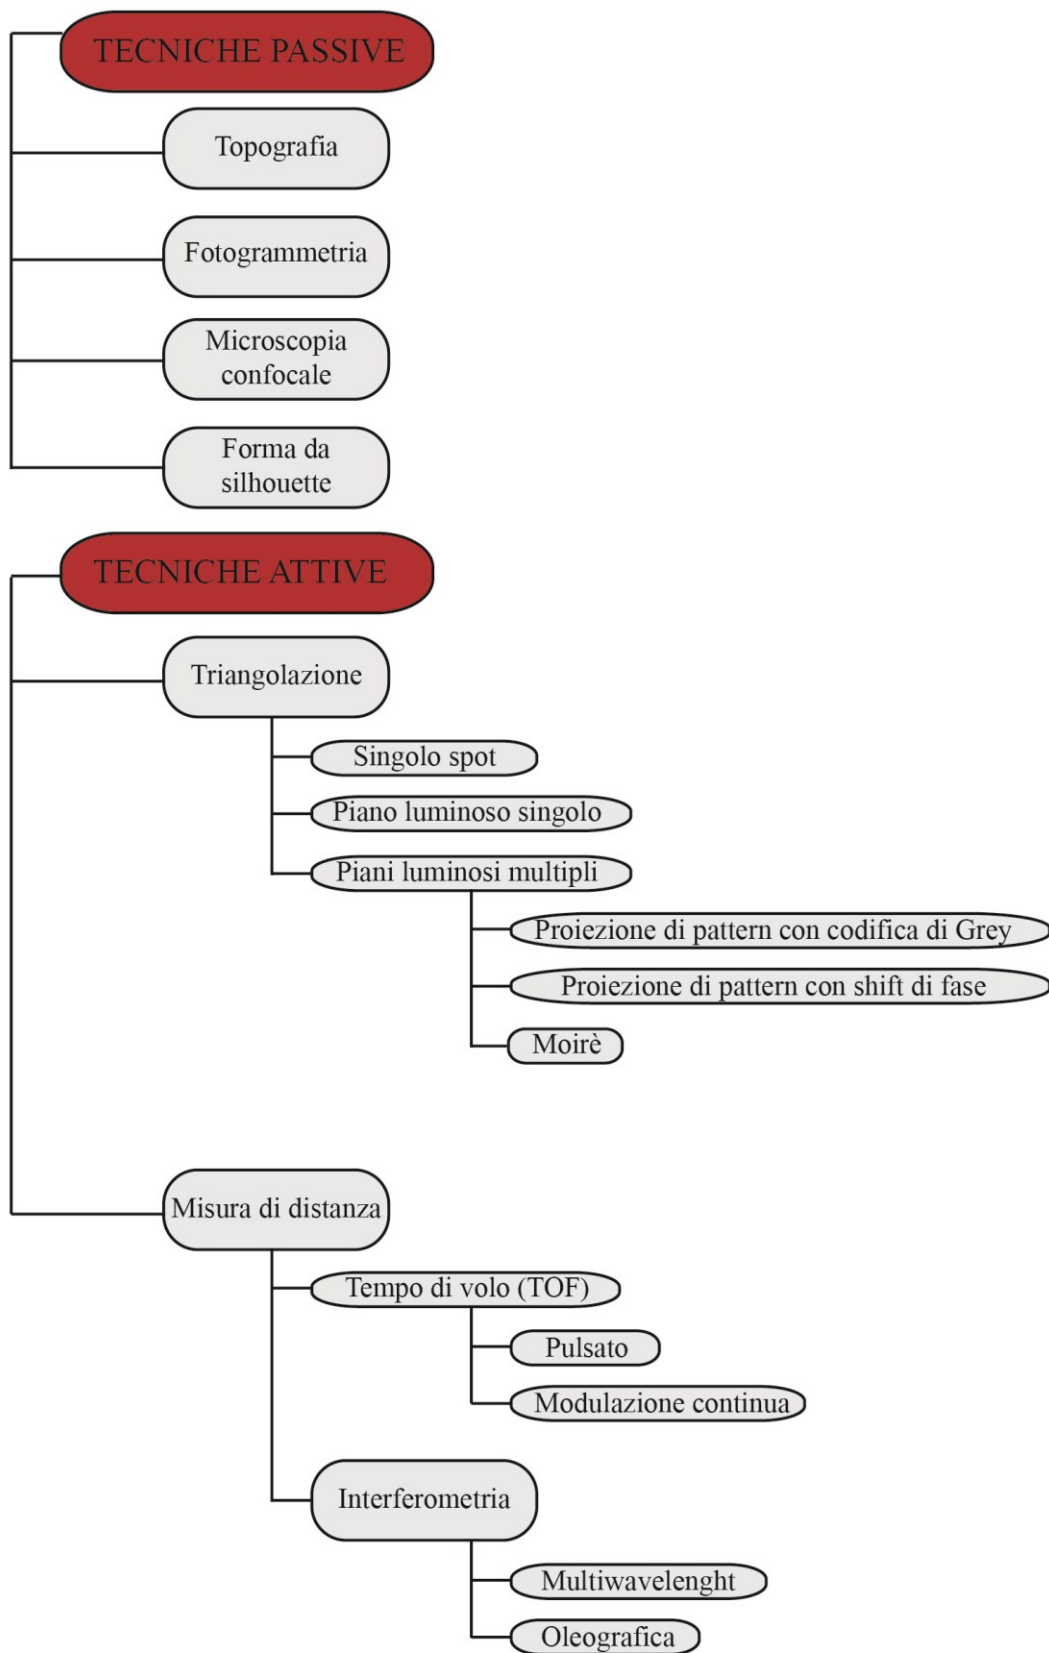 TECNICHE PASSIVE
Topografia
Fotogrammetria
Microscopia
confocale
Forma da
silhouette
TECNICHE ATTIVE
Triangolazione
Singolo spot
Piano luminoso singolo
Piani luminosi multipli
Proiezione di pattern con codifica di Grey
Proiezione di pattern con shift di fase
Moirè
Misura di distanza
Tempo di volo (TOF)
Pulsato
Modulazione continua
Interferometria
Multiwavelenght
Oleografica